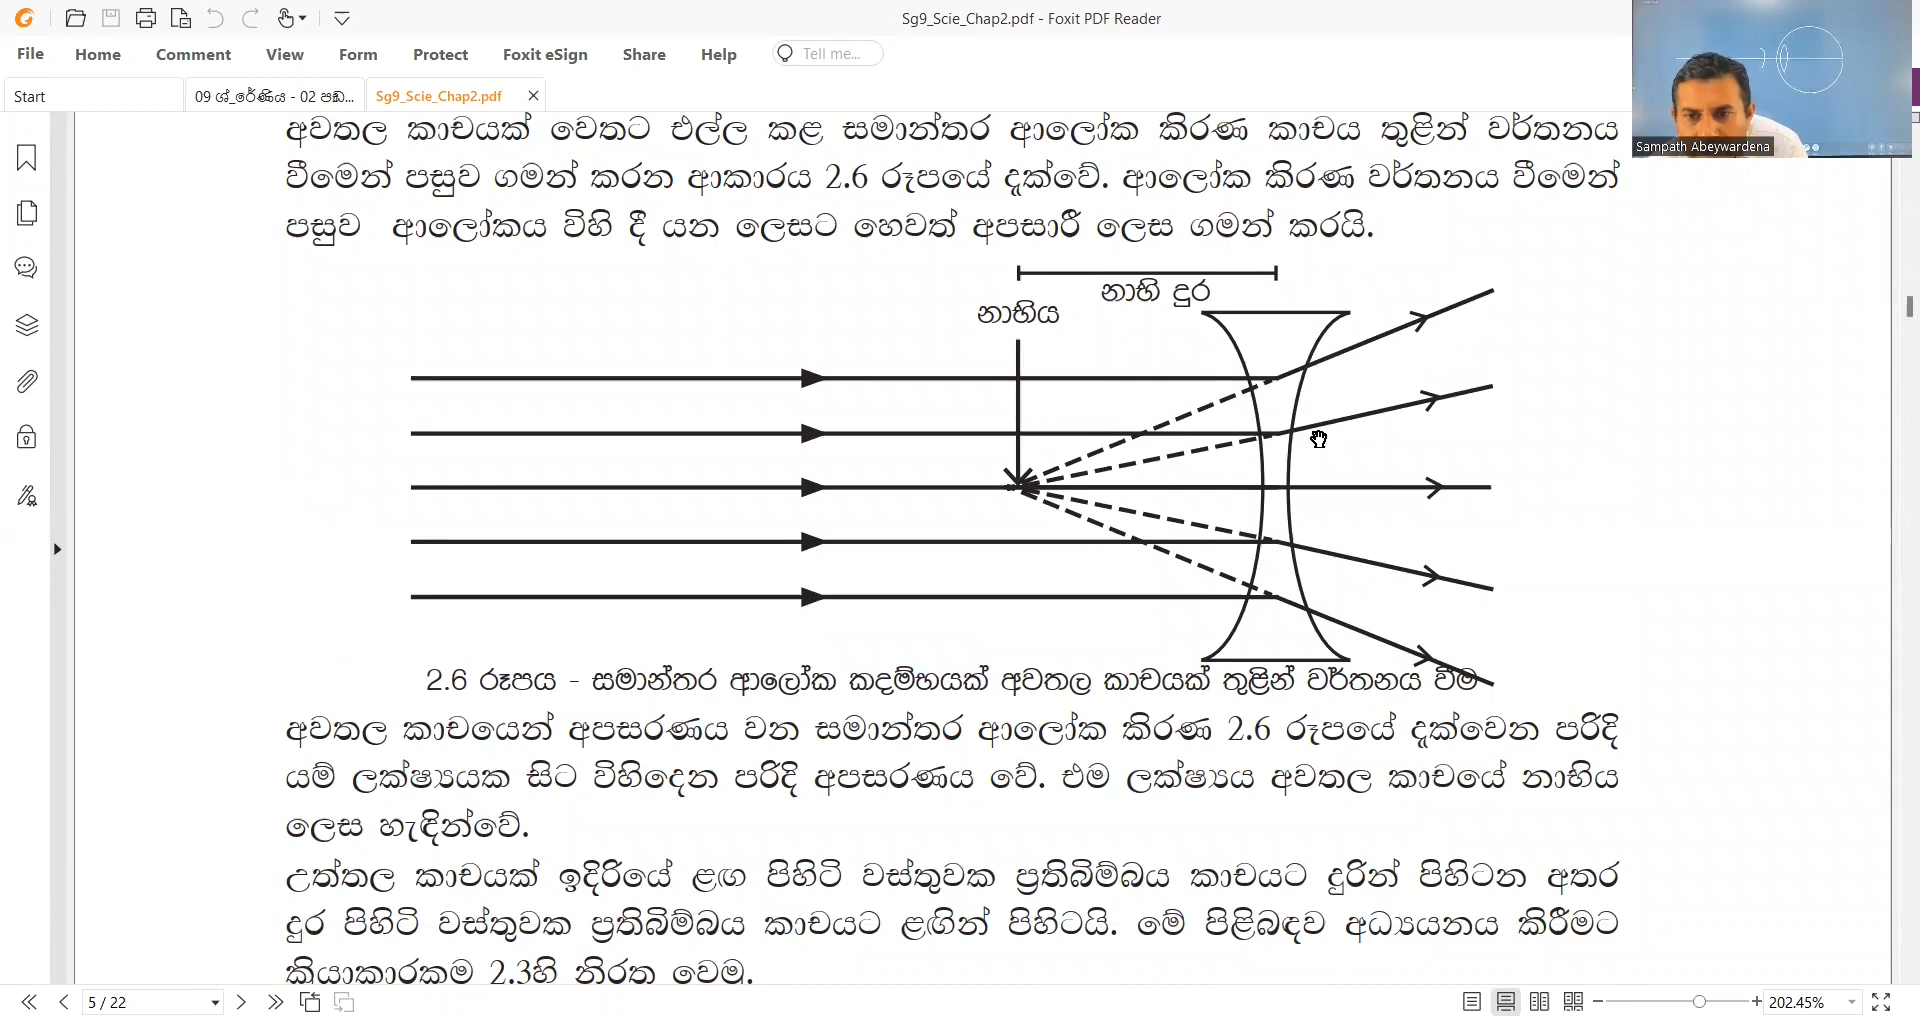 Sg9_Scie_Chap2.pdf - Foxit PDF Reader
File Home Comment View Form Protect Foxit eSign Share Help Tell me...
Start 09 ශ්‍රේණිය - 02 පාඩ... Sg9_Scie_Chap2.pdf
Sampath Abeywardena
අවතල කාචයක් වෙතට එල්ල කළ සමාන්තර ආලෝක කිරණ කාචය තුළින් වර්තනය
වීමෙන් පසුව ගමන් කරන ආකාරය 2.6 රූපයේ දැක්වේ. ආලෝක කිරණ වර්තනය වීමෙන්
පසුව ආලෝකය විහි දී යන ලෙසට හෙවත් අපසාරී ලෙස ගමන් කරයි.
නාභි දුර
නාභිය
2.6 රූපය - සමාන්තර ආලෝක කදම්භයක් අවතල කාචයක් තුළින් වර්තනය වීම
අවතල කාචයෙන් අපසරණය වන සමාන්තර ආලෝක කිරණ 2.6 රූපයේ දැක්වෙන පරිදි
යම් ලක්ෂ්‍යයක සිට විහිදෙන පරිදි අපසරණය වේ. එම ලක්ෂ්‍යය අවතල කාචයේ නාභිය
ලෙස හැඳින්වේ.
උත්තල කාචයක් ඉදිරියේ ළඟ පිහිටි වස්තුවක ප්‍රතිබිම්බය කාචයට දුරින් පිහිටන අතර
දුර පිහිටි වස්තුවක ප්‍රතිබිම්බය කාචයට ළඟින් පිහිටයි. මේ පිළිබඳව අධ්‍යයනය කිරීමට
ක්‍රියාකාරකම 2.3හි නිරත වෙමු.
5 / 22
202.45%